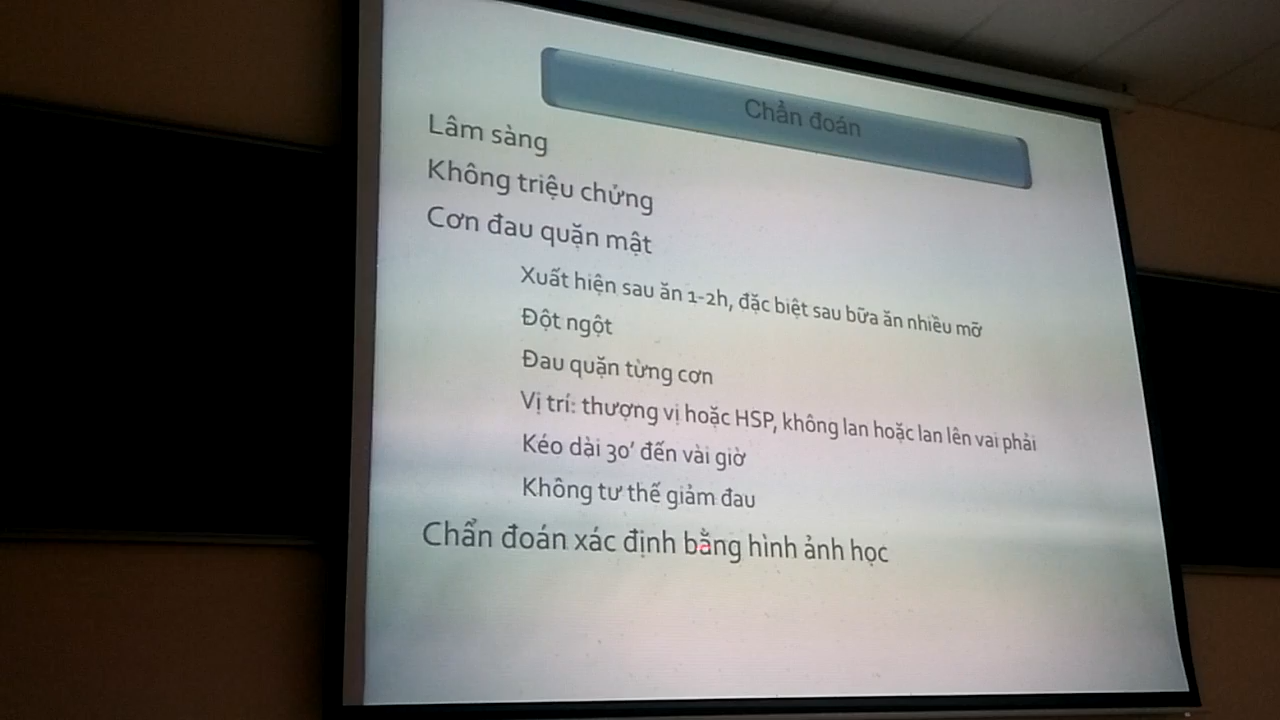 Chẩn đoán
Lâm sàng
Không triệu chứng
Cơn đau quặn mật
Xuất hiện sau ăn 1-2h, đặc biệt sau bữa ăn nhiều mỡ
Đột ngột
Đau quặn từng cơn
Vị trí: thượng vị hoặc HSP, không lan hoặc lan lên vai phải
Kéo dài 30' đến vài giờ
Không tư thế giảm đau
Chẩn đoán xác định bằng hình ảnh học